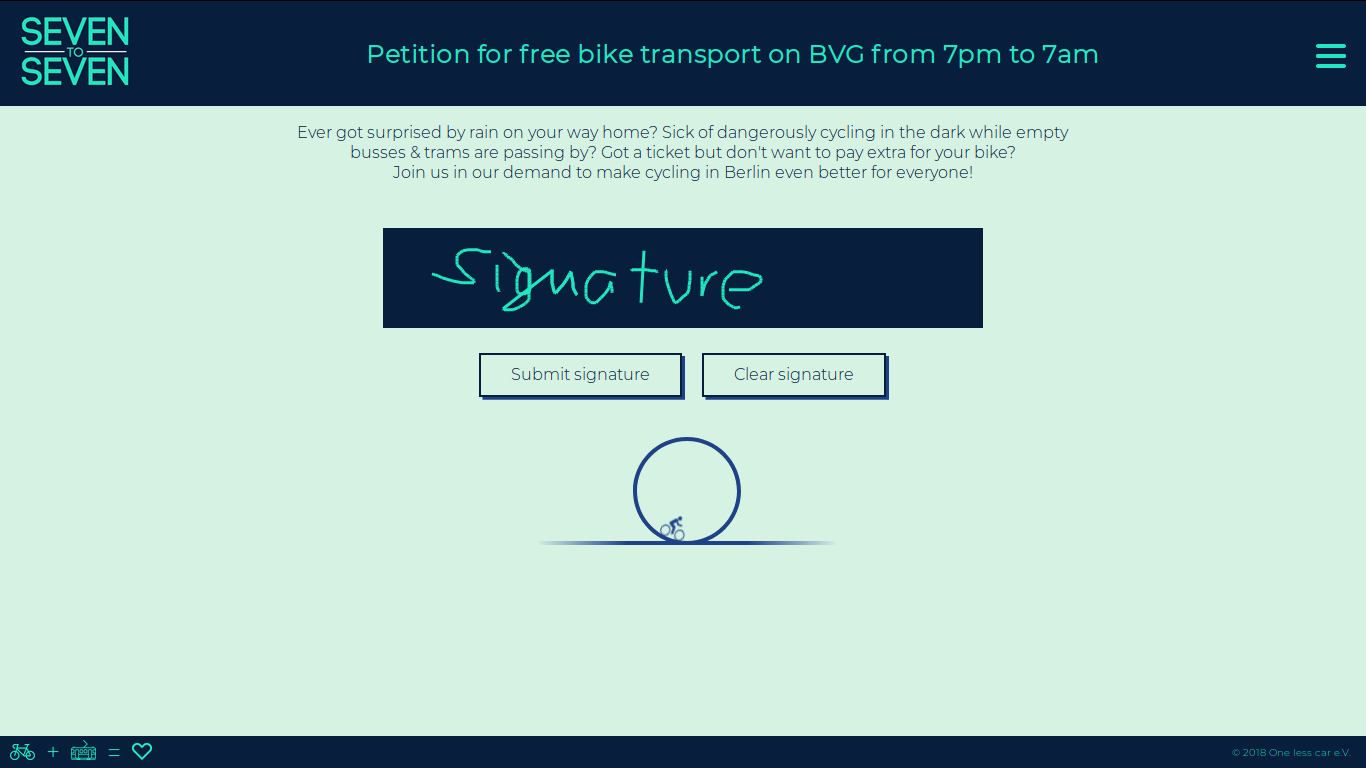 SEVEN
TO
SEVEN
Petition for free bike transport on BVG from 7pm to 7am
Ever got surprised by rain on your way home? Sick of dangerously cycling in the dark while empty
busses & trams are passing by? Got a ticket but don't want to pay extra for your bike?
Join us in our demand to make cycling in Berlin even better for everyone!
Signature
Submit signature
Clear signature
+ =
© 2018 One less car e.V.